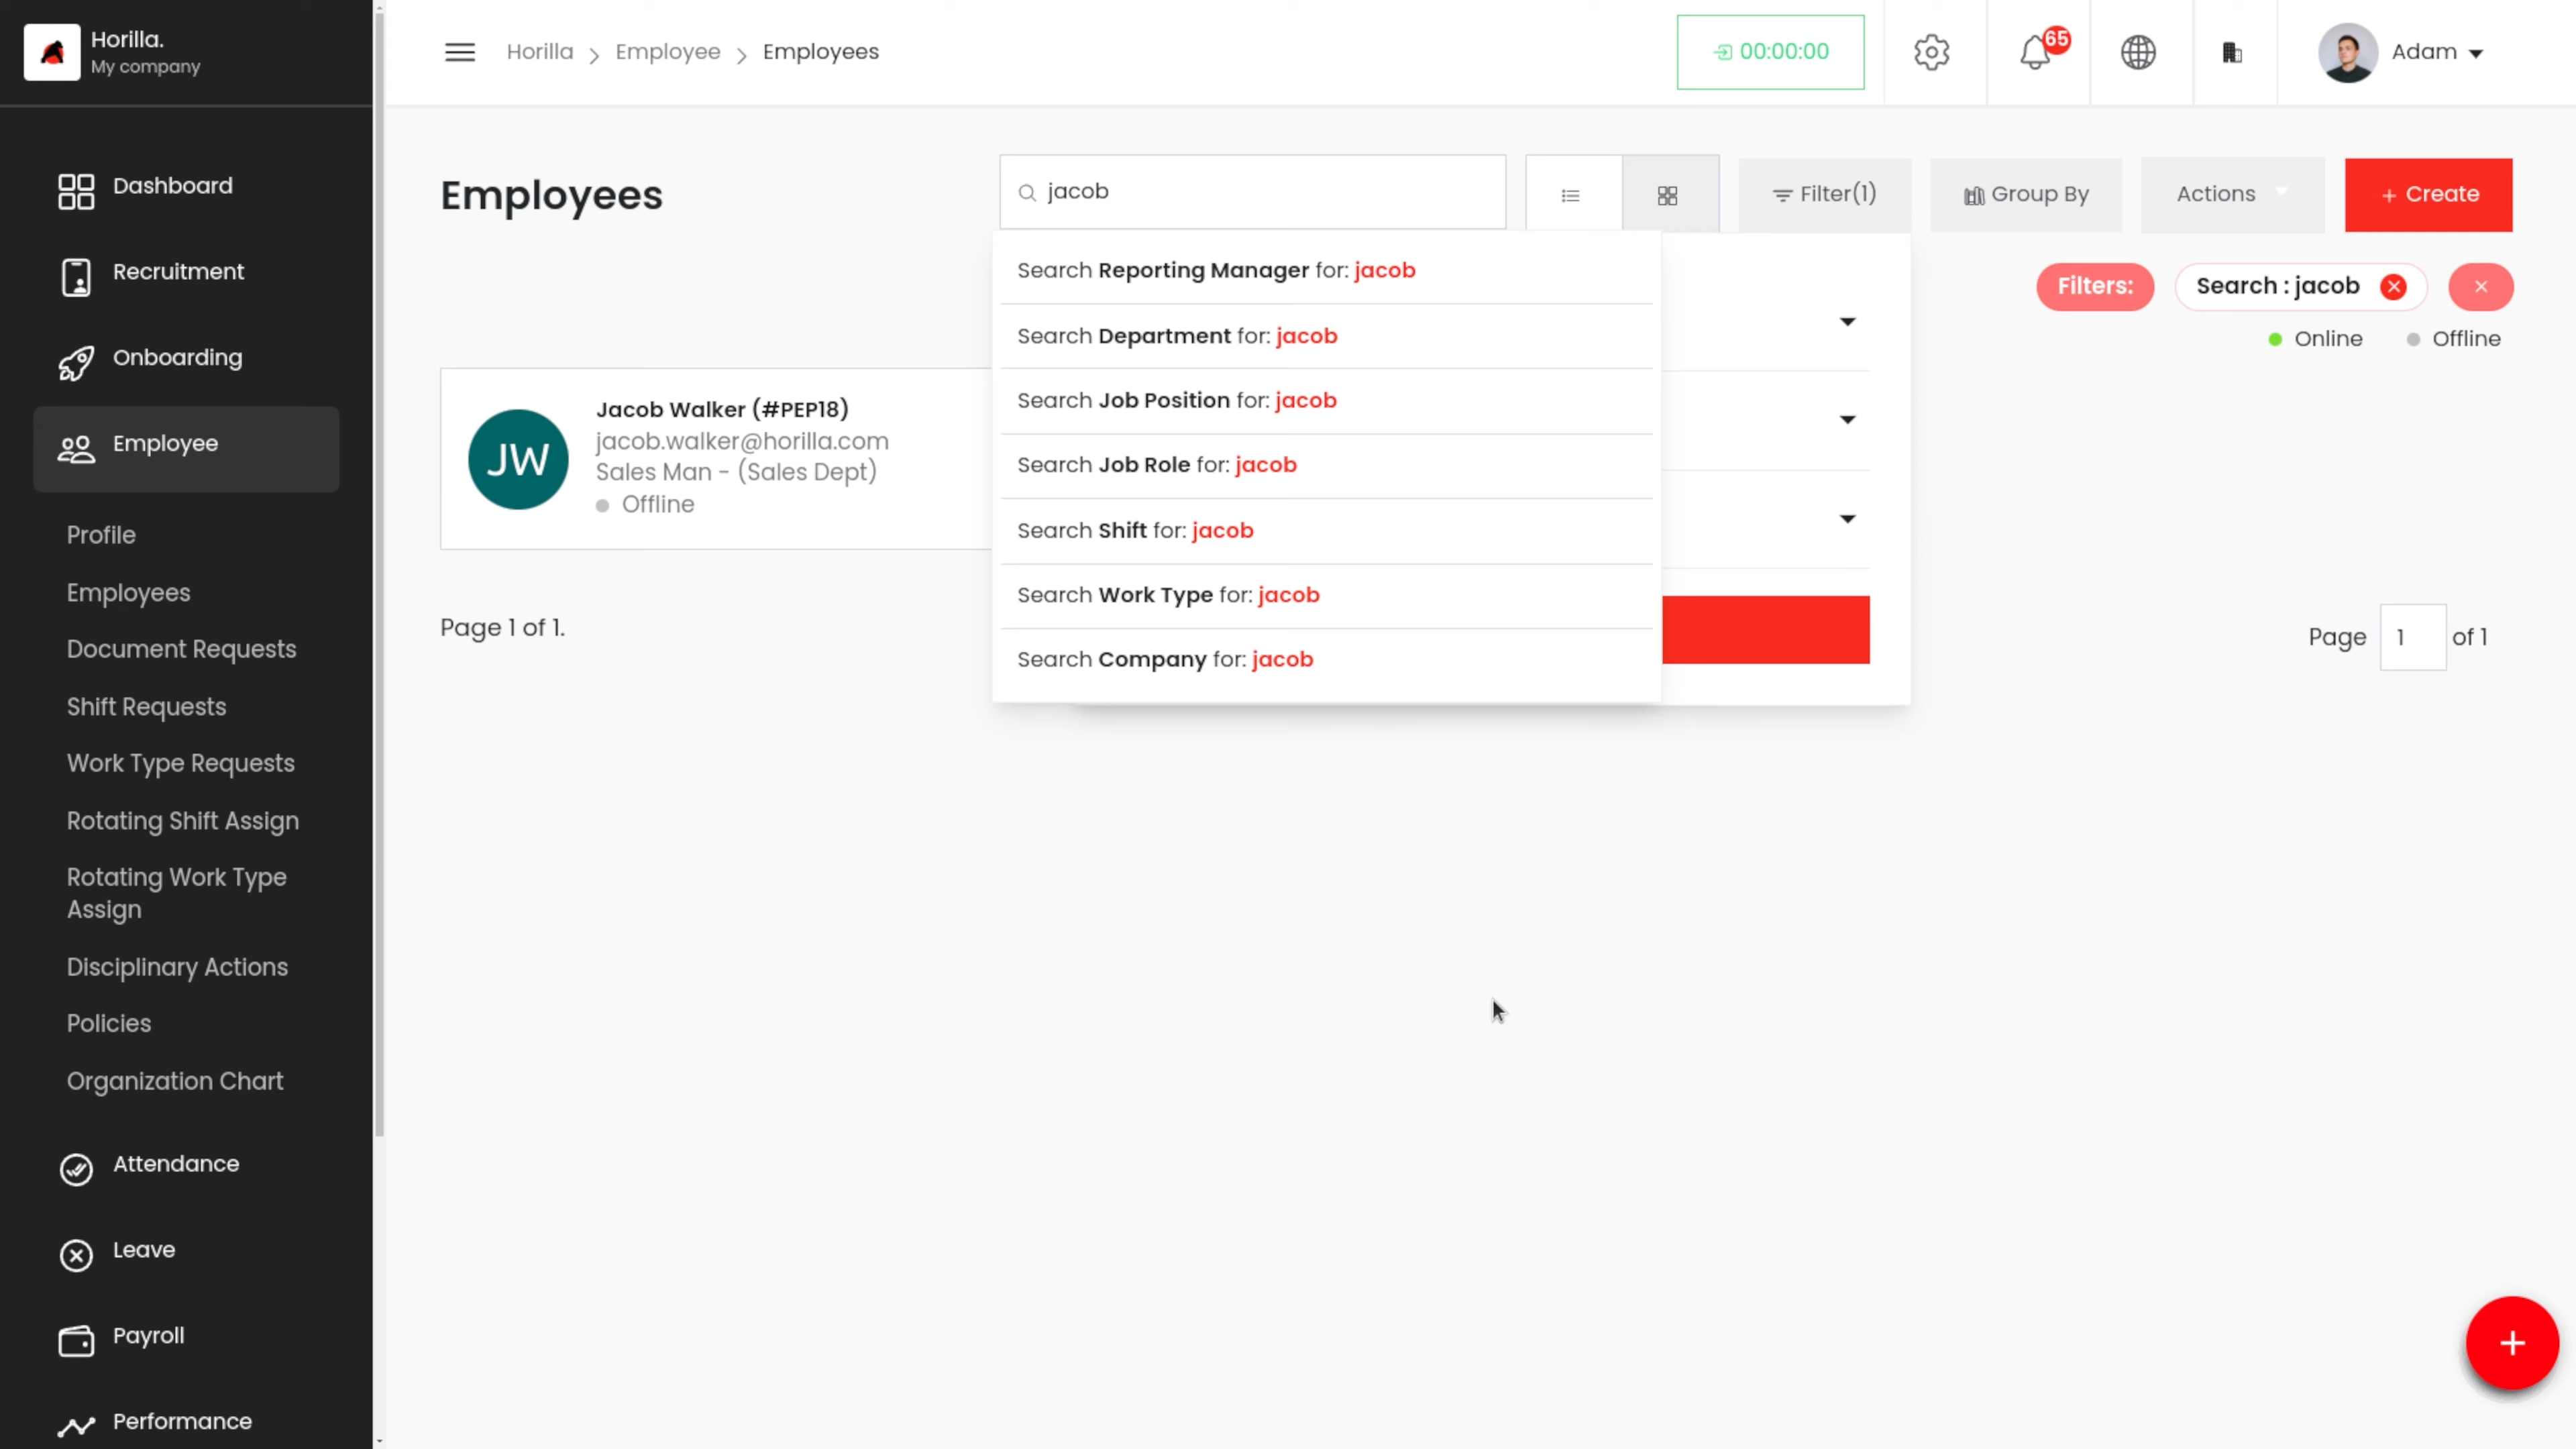 Horilla.
My company
Dashboard
Recruitment
Onboarding
Employee
Profile
Employees
Document Requests
Shift Requests
Work Type Requests
Rotating Shift Assign
Rotating Work Type
Assign
Disciplinary Actions
Policies
Organization Chart
Attendance
Leave
Payroll
Performance
Horilla > Employee > Employees
00:00:00
65
Adam
Employees
jacob
Filter(1)
Group By
Actions
+ Create
Search Reporting Manager for: jacob
Search Department for: jacob
Search Job Position for: jacob
Search Job Role for: jacob
Search Shift for: jacob
Search Work Type for: jacob
Search Company for: jacob
Filters:
Search : jacob
Online
Offline
Jacob Walker (#PEP18)
jacob.walker@horilla.com
Sales Man - (Sales Dept)
Offline
JW
Page 1 of 1.
Page 1 of 1